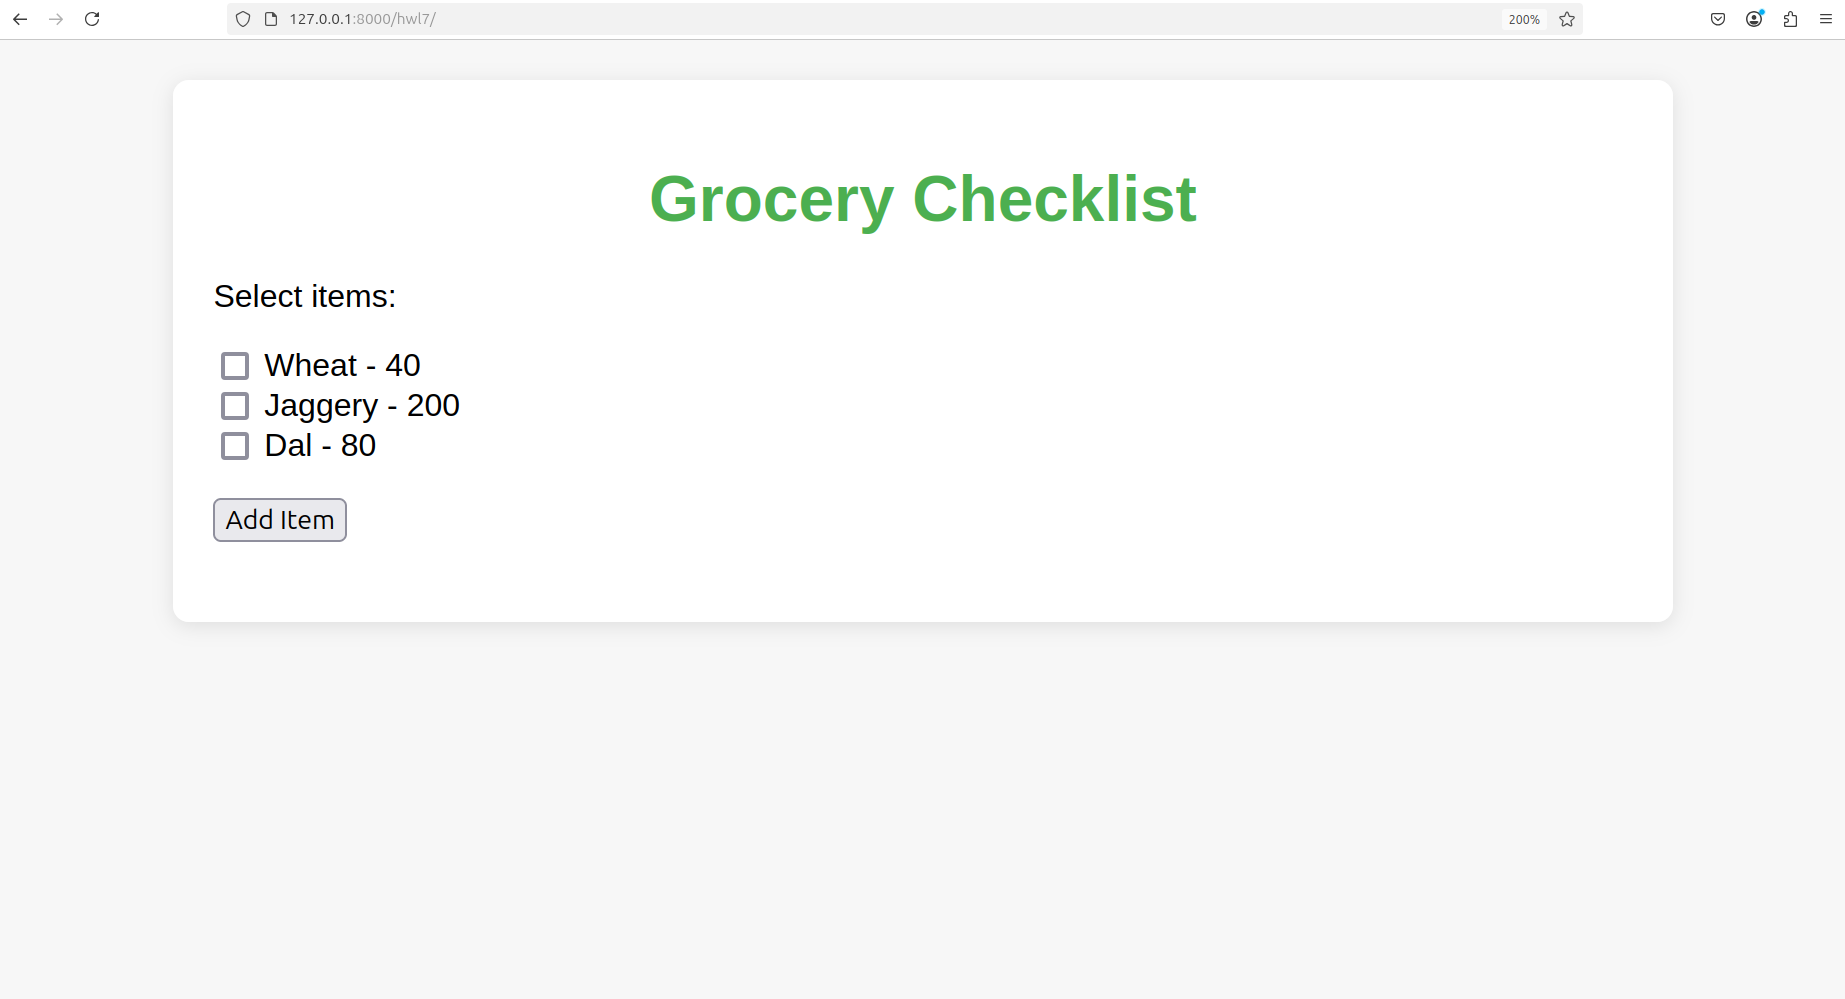 127.0.0.1:8000/hwl7/
200%
Grocery Checklist
Select items:
Wheat - 40
Jaggery - 200
Dal - 80
Add Item